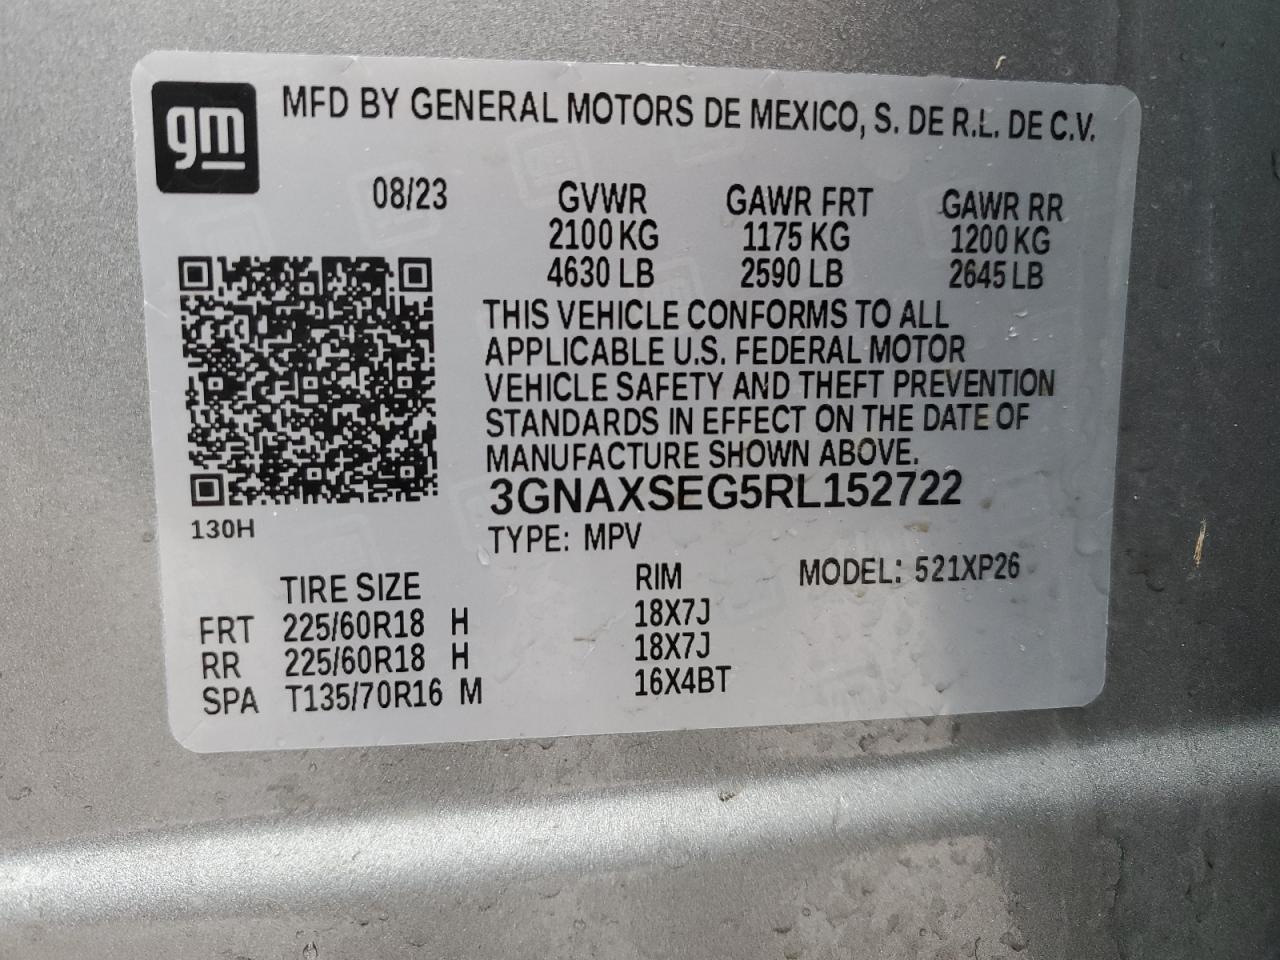 gm
MFD BY GENERAL MOTORS DE MEXICO, S. DE R.L. DE C.V.
08/23 GVWR GAWR FRT GAWR RR
2100 KG 1175 KG 1200 KG
4630 LB 2590 LB 2645 LB
THIS VEHICLE CONFORMS TO ALL
APPLICABLE U.S. FEDERAL MOTOR
VEHICLE SAFETY AND THEFT PREVENTION
STANDARDS IN EFFECT ON THE DATE OF
MANUFACTURE SHOWN ABOVE.
3GNAXSEG5RL152722
130H
TYPE: MPV
TIRE SIZE RIM MODEL: 521XP26
FRT 225/60R18 H 18X7J
RR 225/60R18 H 18X7J
SPA T135/70R16 M 16X4BT